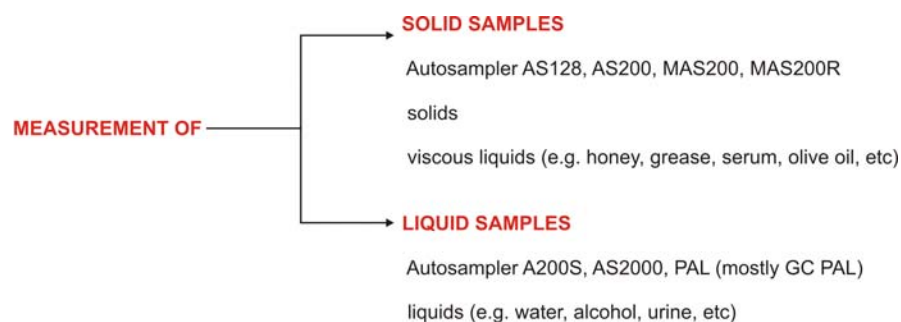 SOLID SAMPLES
Autosampler AS128, AS200, MAS200, MAS200R
solids
MEASUREMENT OF
viscous liquids (e.g. honey, grease, serum, olive oil, etc)
LIQUID SAMPLES
Autosampler A200S, AS2000, PAL (mostly GC PAL)
liquids (e.g. water, alcohol, urine, etc)